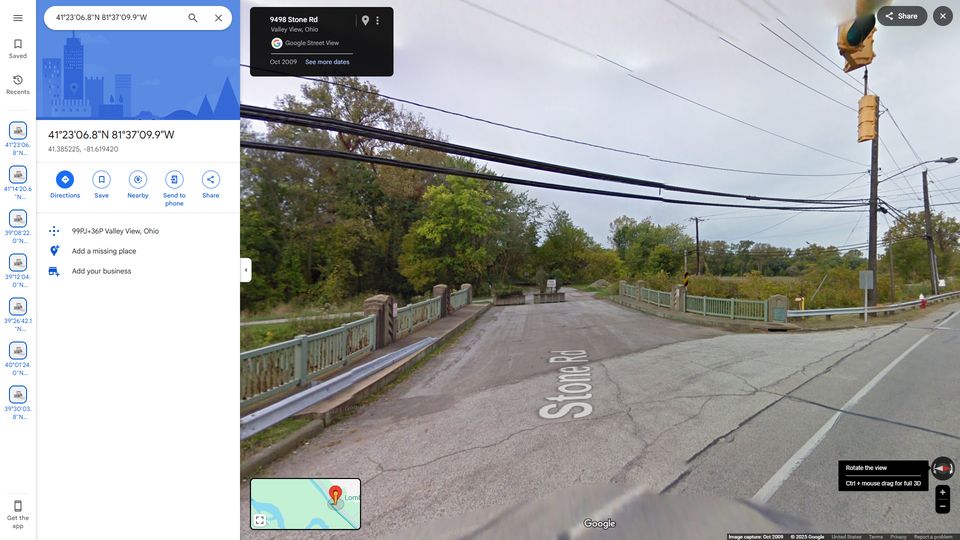 41°23'06.8"N 81°37'09.9"W
Saved
Recents
41°23'06.
8"N...
41°14'20.6
"N...
39°08'22.
0"N...
39°12'04.
0"N...
39°26'42.1
"N...
40°01'24.
0"N...
39°30'03.
8"N...
Get the
app
41°23'06.8"N 81°37'09.9"W
41.385225, -81.619420
Directions
Save
Nearby
Send to
phone
Share
99PJ+36P Valley View, Ohio
Add a missing place
Add your business
9498 Stone Rd
Valley View, Ohio
Google Street View
Oct 2009 See more dates
Share
Stone Rd
Lomb
Rotate the view
Ctrl + mouse drag for full 3D
Google
Image capture: Oct 2009 © 2025 Google United States Terms Privacy Report a problem